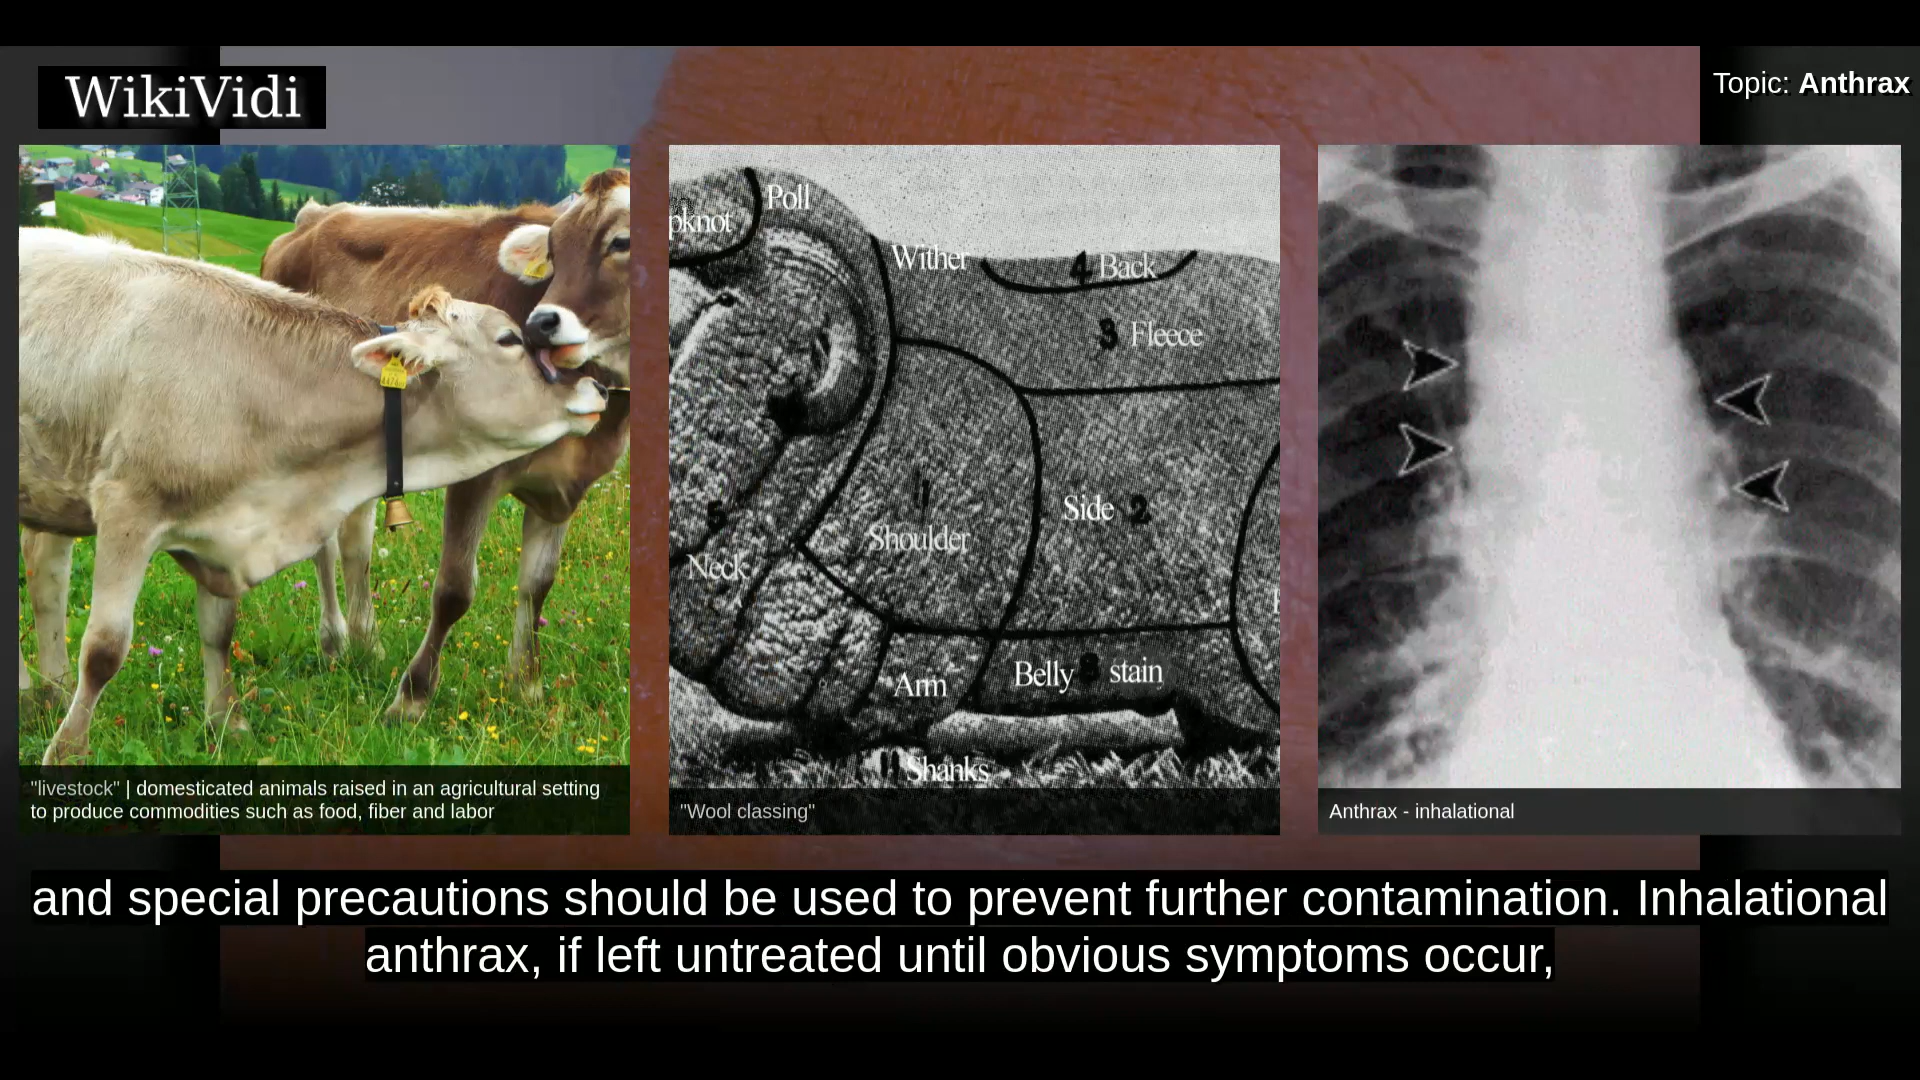 WikiVidi
Topic: Anthrax
Poll
pknot
Wither
4 Back
3 Fleece
Side 2
Shoulder
5
Neck
Arm
Belly 8 stain
Shanks
"livestock" | domesticated animals raised in an agricultural setting
to produce commodities such as food, fiber and labor
"Wool classing"
Anthrax - inhalational
and special precautions should be used to prevent further contamination. Inhalational
anthrax, if left untreated until obvious symptoms occur,